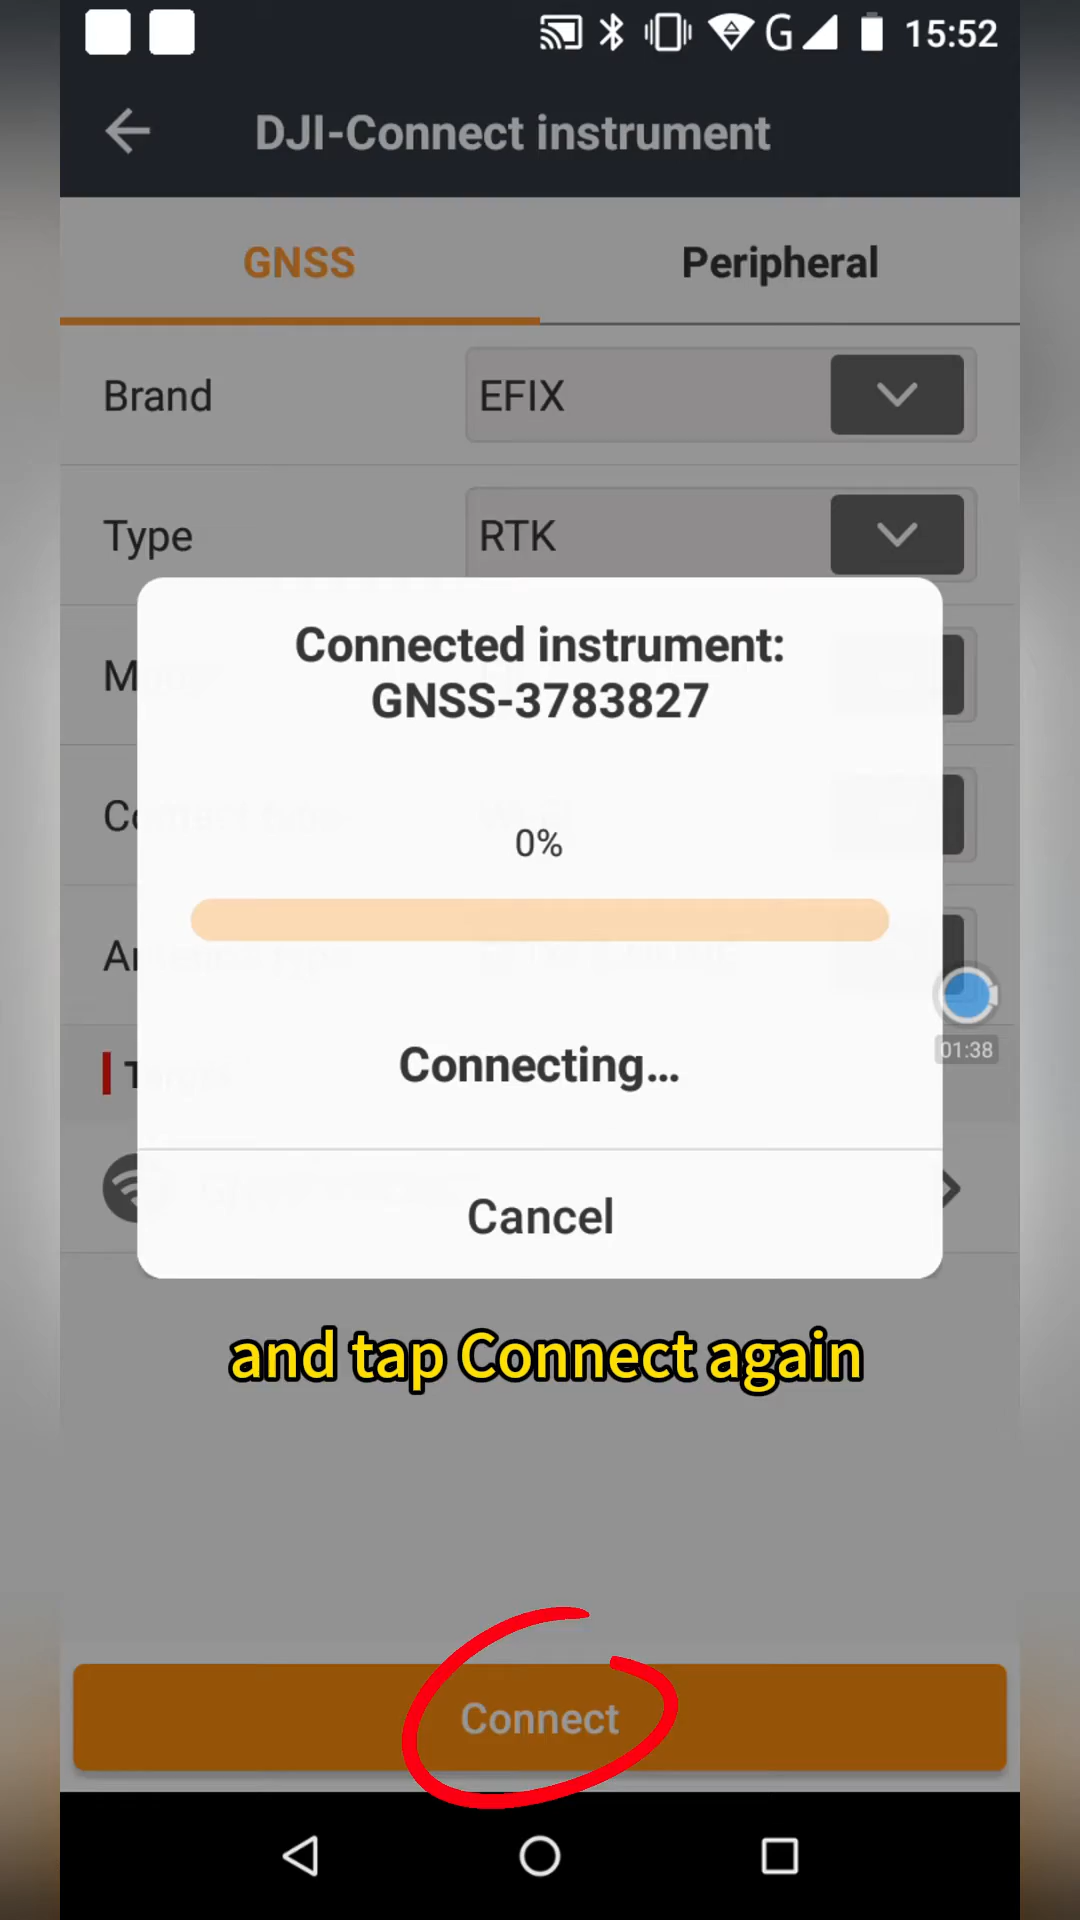 G 15:52
DJI-Connect instrument
GNSS Peripheral
Brand EFIX
Type RTK
Connected instrument:
GNSS-3783827
0%
01:38
Connecting...
Cancel
and tap Connect again
Connect